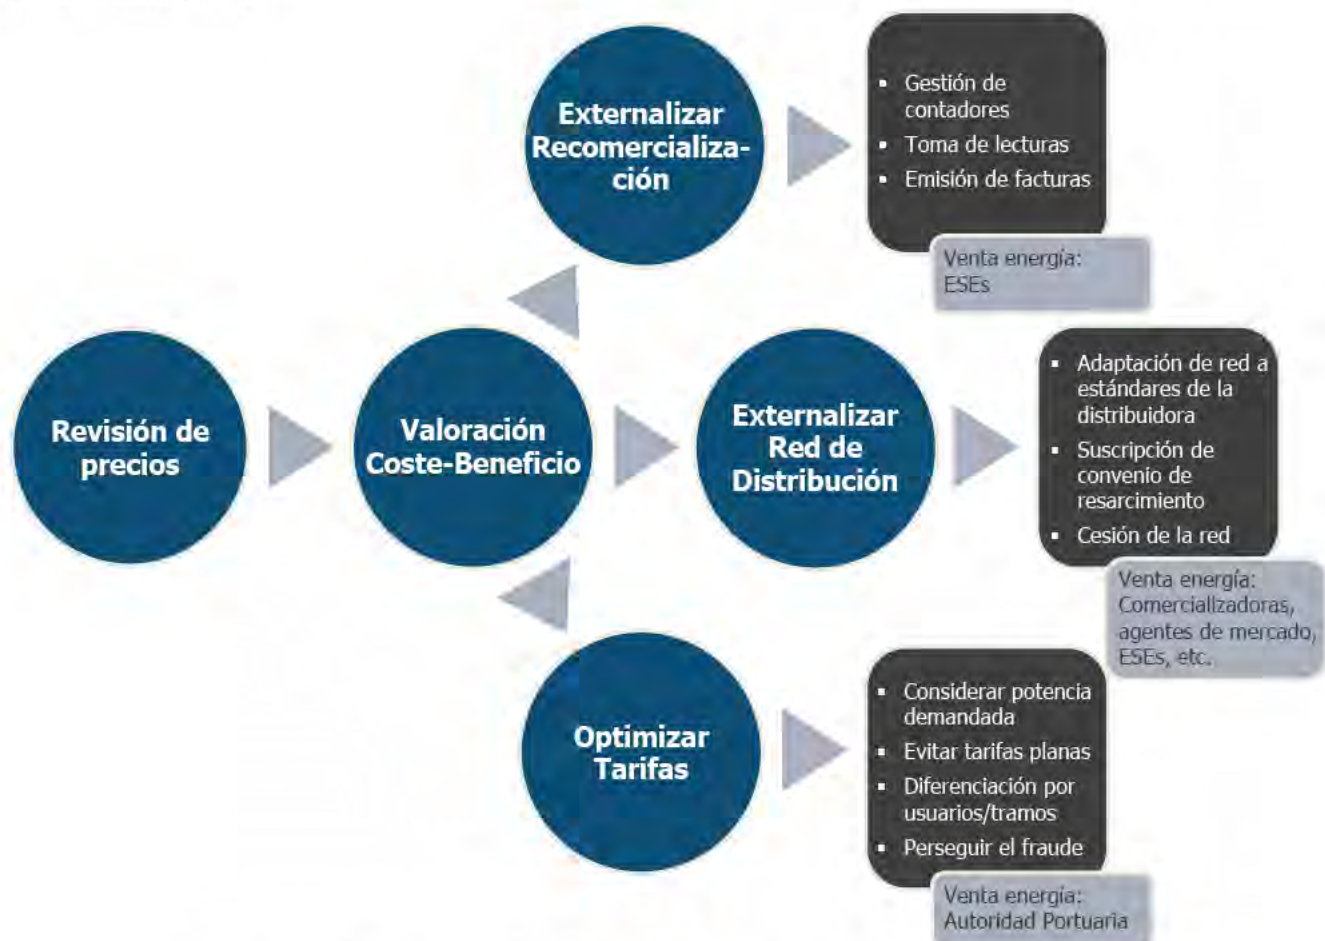 Revisión de
precios
Valoración
Coste-Beneficio
Externalizar
Recomercializa-
ción
▪ Gestión de
contadores
▪ Toma de lecturas
▪ Emisión de facturas
Venta energía:
ESEs
Externalizar
Red de
Distribución
▪ Adaptación de red a
estándares de la
distribuidora
▪ Suscripción de
convenio de
resarcimiento
▪ Cesión de la red
Venta energía:
Comercializadoras,
agentes de mercado,
ESEs, etc.
Optimizar
Tarifas
▪ Considerar potencia
demandada
▪ Evitar tarifas planas
▪ Diferenciación por
usuarios/tramos
▪ Perseguir el fraude
Venta energía:
Autoridad Portuaria